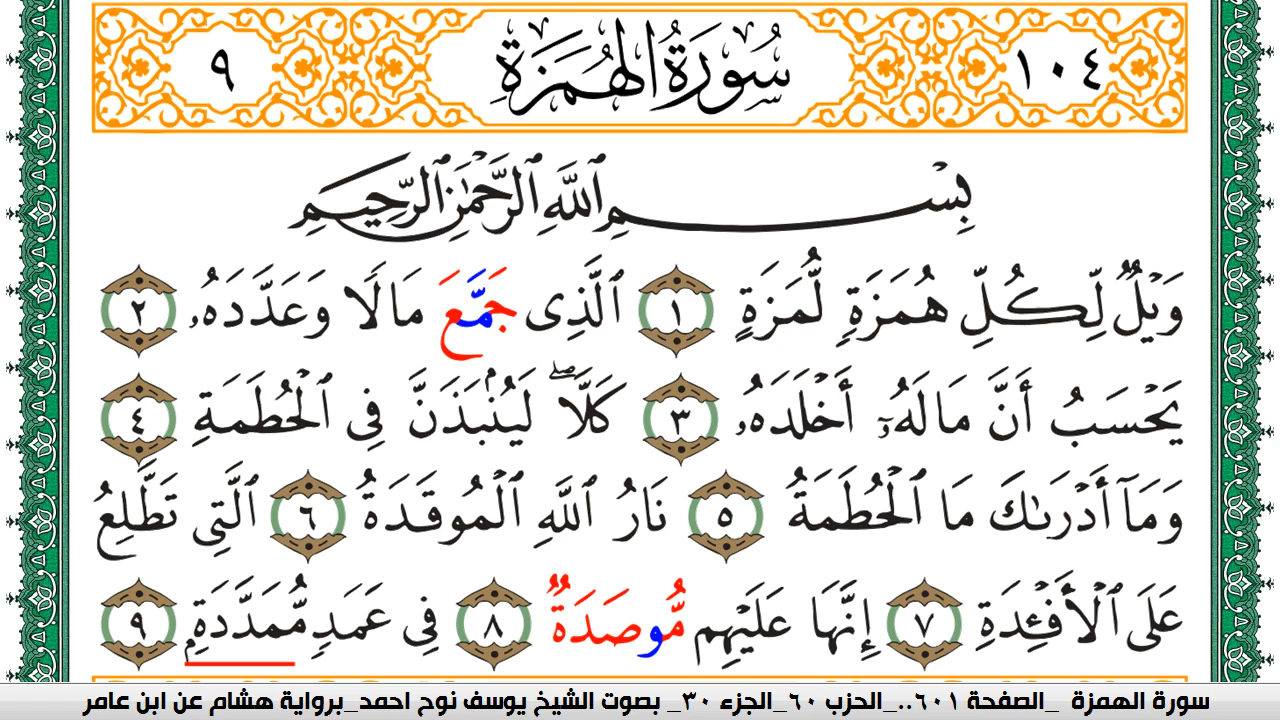 ١٠٤ سُورَةُ الهُمَزَة ٩
بِسْمِ ٱللَّهِ ٱلرَّحْمَٰنِ ٱلرَّحِيمِ
وَيْلٌ لِّكُلِّ هُمَزَةٍ لُّمَزَةٍ ١ ٱلَّذِى جَمَّعَ مَالًا وَعَدَّدَهُۥ ٢
يَحْسَبُ أَنَّ مَالَهُۥٓ أَخْلَدَهُۥ ٣ كَلَّا ۖ لَيُنۢبَذَنَّ فِى ٱلْحُطَمَةِ ٤
وَمَآ أَدْرَىٰكَ مَا ٱلْحُطَمَةُ ٥ نَارُ ٱللَّهِ ٱلْمُوقَدَةُ ٦ ٱلَّتِى تَطَّلِعُ
عَلَى ٱلْأَفْـِٔدَةِ ٧ إِنَّهَا عَلَيْهِم مُّوصَدَةٌ ٨ فِى عَمَدٍ مُّمَدَّدَةٍۭ ٩
سورة الهمزة _الصفحة ٦٠١.._الحزب ٦٠_الجزء ٣٠_ بصوت الشيخ يوسف نوح احمد_برواية هشام عن ابن عامر